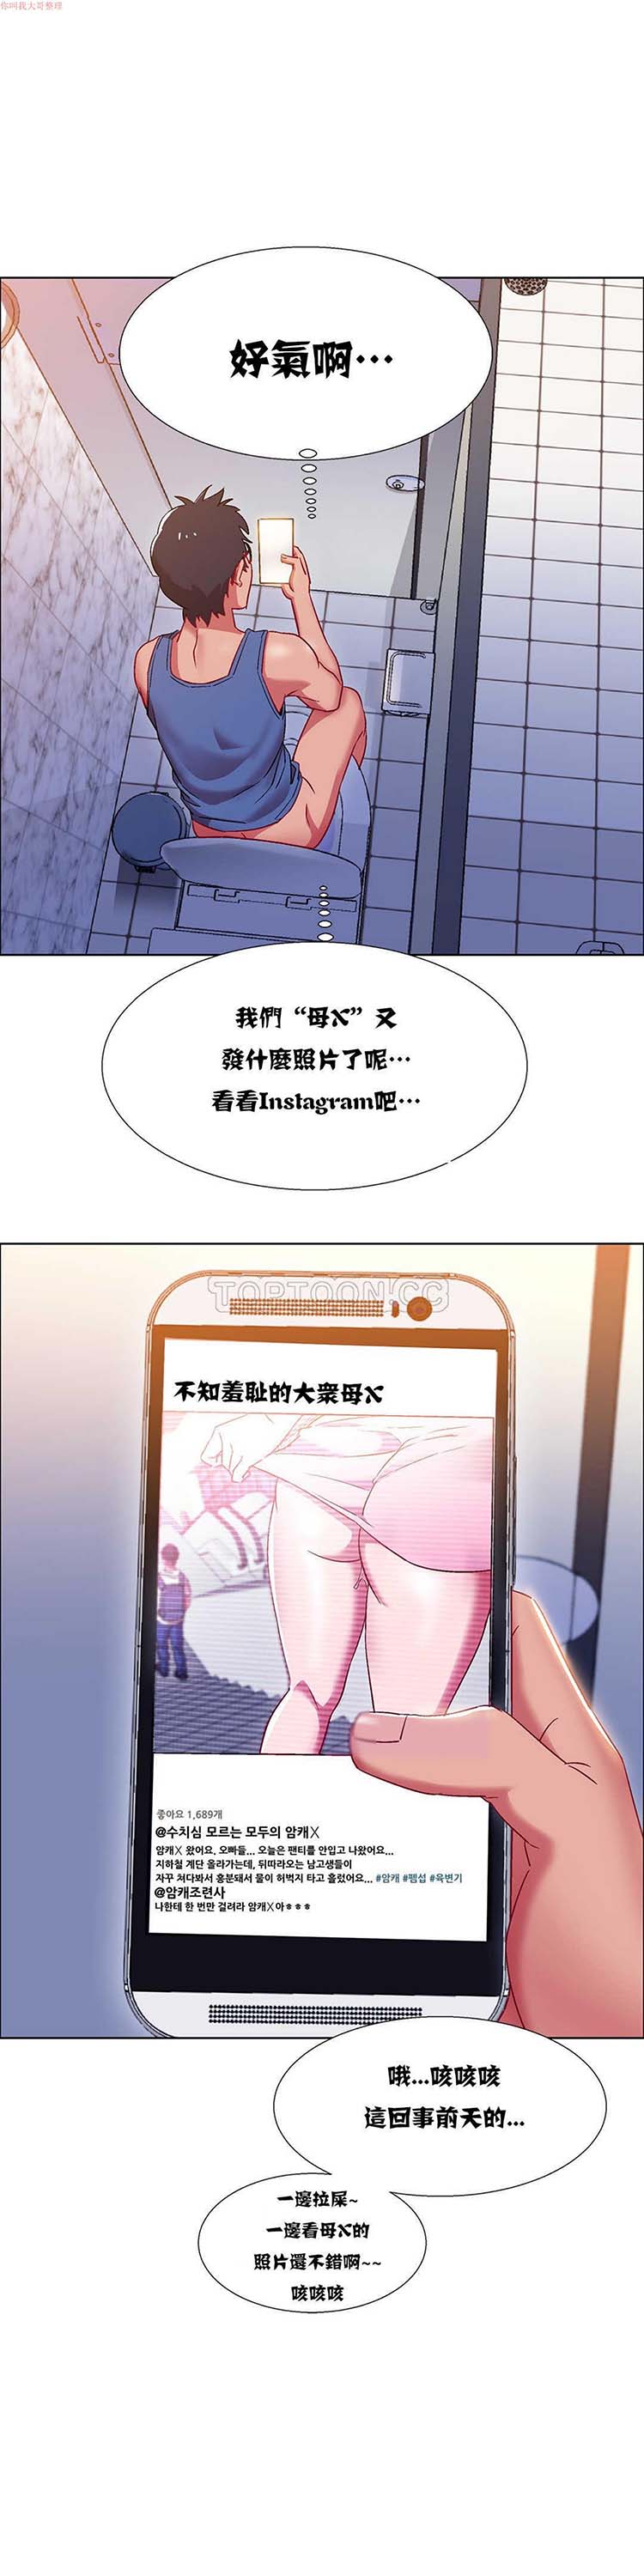 你叫我大哥整理
好氣啊…
我們“母X”又
發什麼照片了呢…
看看Instagram吧…
TOPTOON.CC
不知羞恥的大衆母X
좋아요 1,689개
@수치심 모르는 모두의 암캐X
암캐X 왔어요, 오빠들... 오늘은 팬티를 안입고 나왔어요...
지하철 계단 올라가는데, 뒤따라오는 남고생들이
자꾸 쳐다봐서 흥분돼서 물이 허벅지 타고 흘렀어요... #암캐 #펨섭 #육변기
@암캐조련사
나한테 한 번만 걸려라 암캐X아ㅎㅎㅎ
哦...咳咳咳
這回事前天的...
一邊拉屎~
一邊看母X的
照片還不錯啊~~
咳咳咳